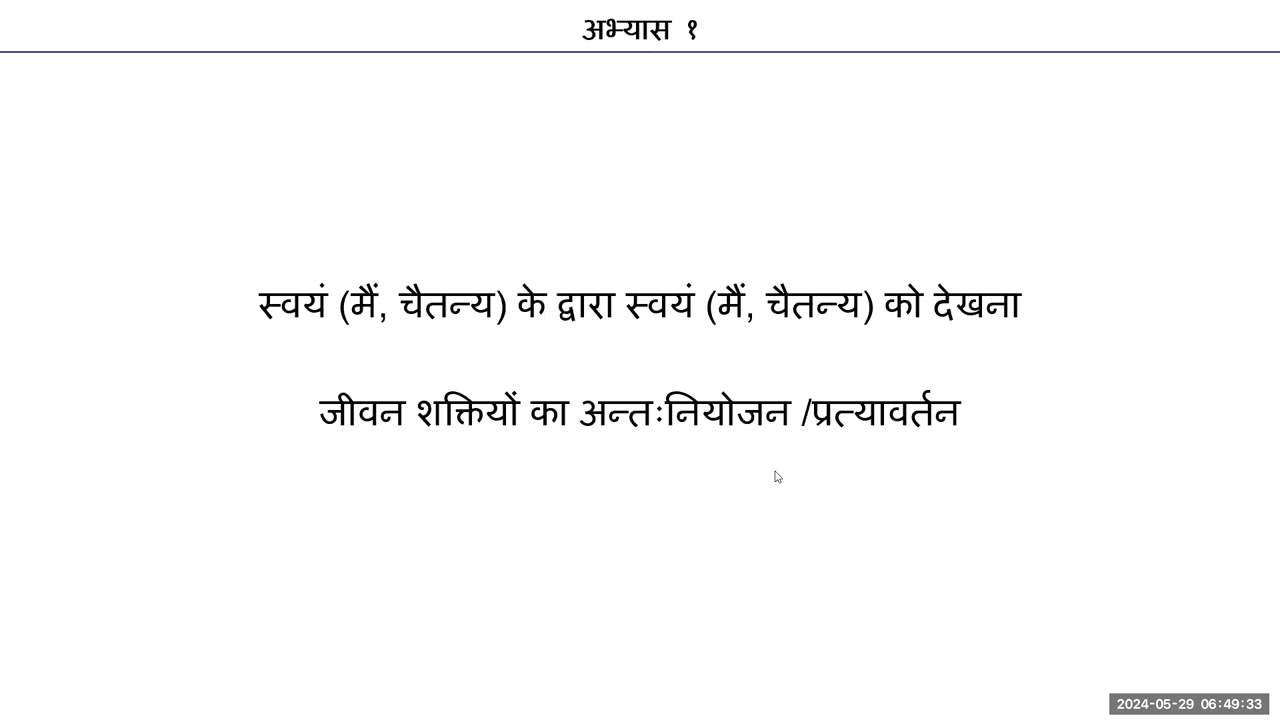 अभ्यास १
स्वयं (मैं, चैतन्य) के द्वारा स्वयं (मैं, चैतन्य) को देखना
जीवन शक्तियों का अन्तःनियोजन /प्रत्यावर्तन
2024-05-29 06:49:33